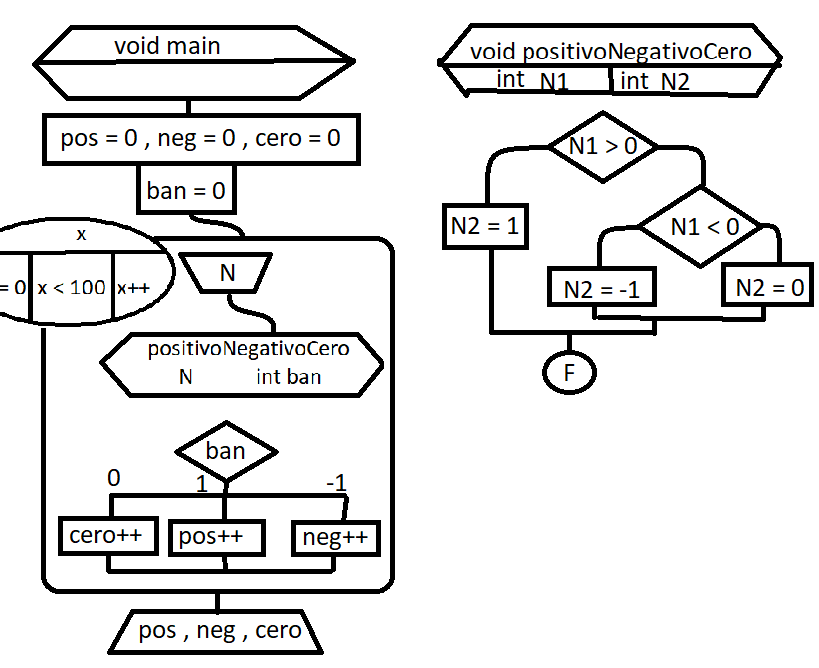 void main
pos = 0 , neg = 0 , cero = 0
ban = 0
x
= 0 x < 100 x++
N
positivoNegativoCero
N int ban
ban
0 1 -1
cero++ pos++ neg++
pos , neg , cero
void positivoNegativoCero
int N1 int N2
N1 > 0
N2 = 1
N1 < 0
N2 = -1 N2 = 0
F